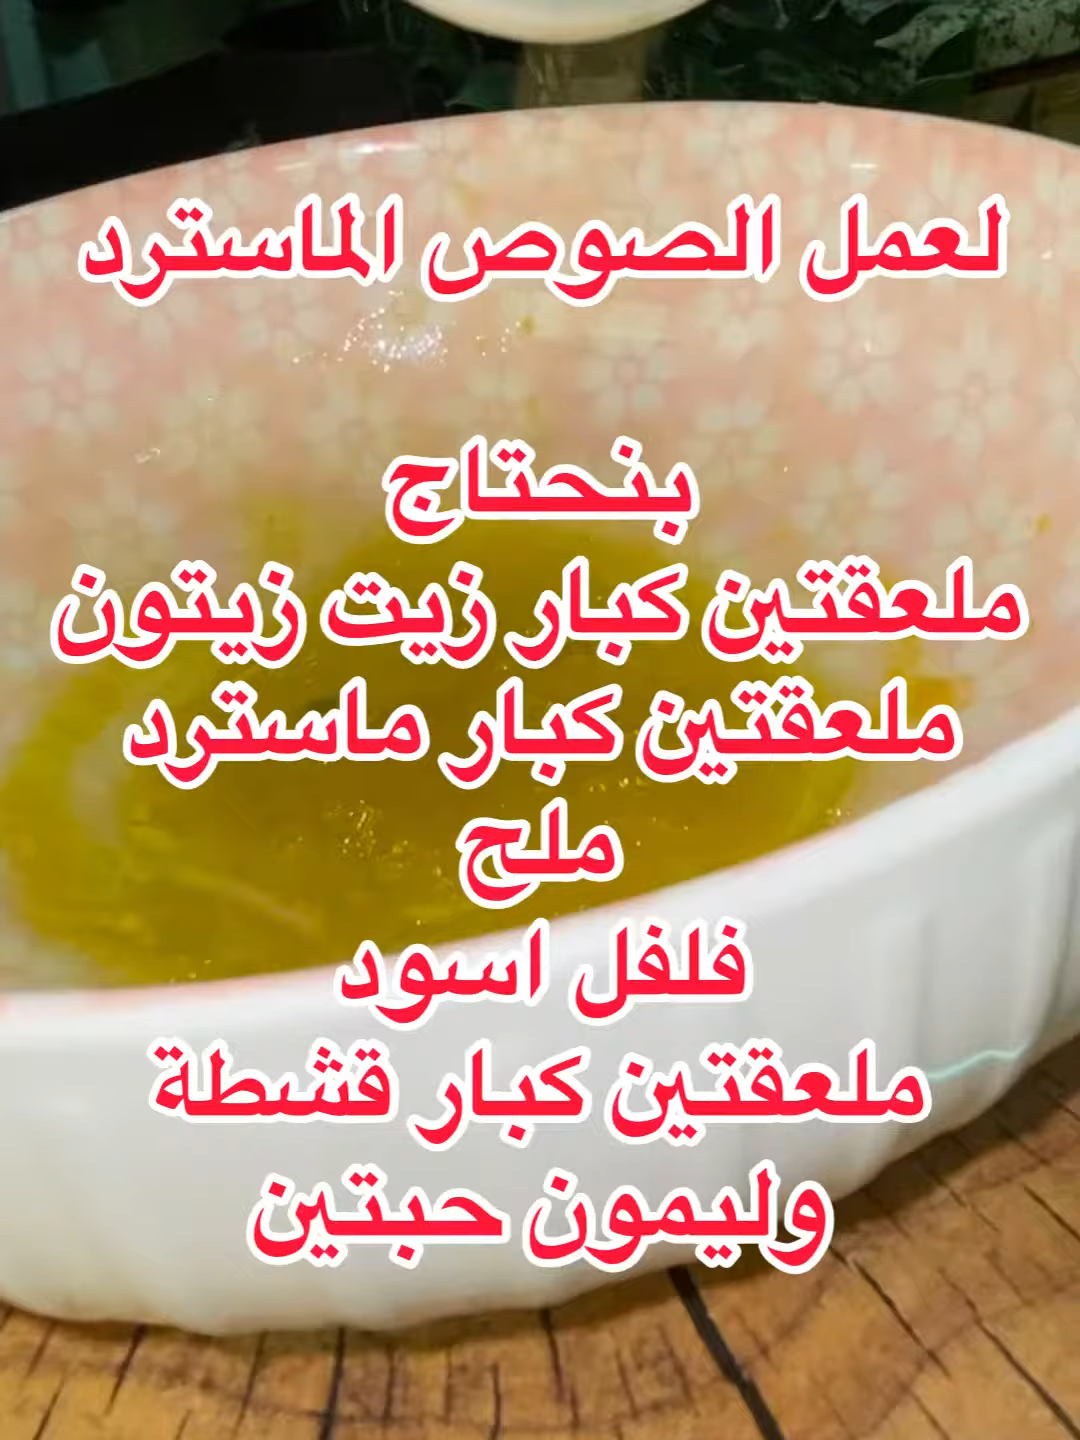 لعمل الصوص الماسترد
بنحتاج
ملعقتين كبار زيت زيتون
ملعقتين كبار ماسترد
ملح
فلفل اسود
ملعقتين كبار قشطة
وليمون حبتين